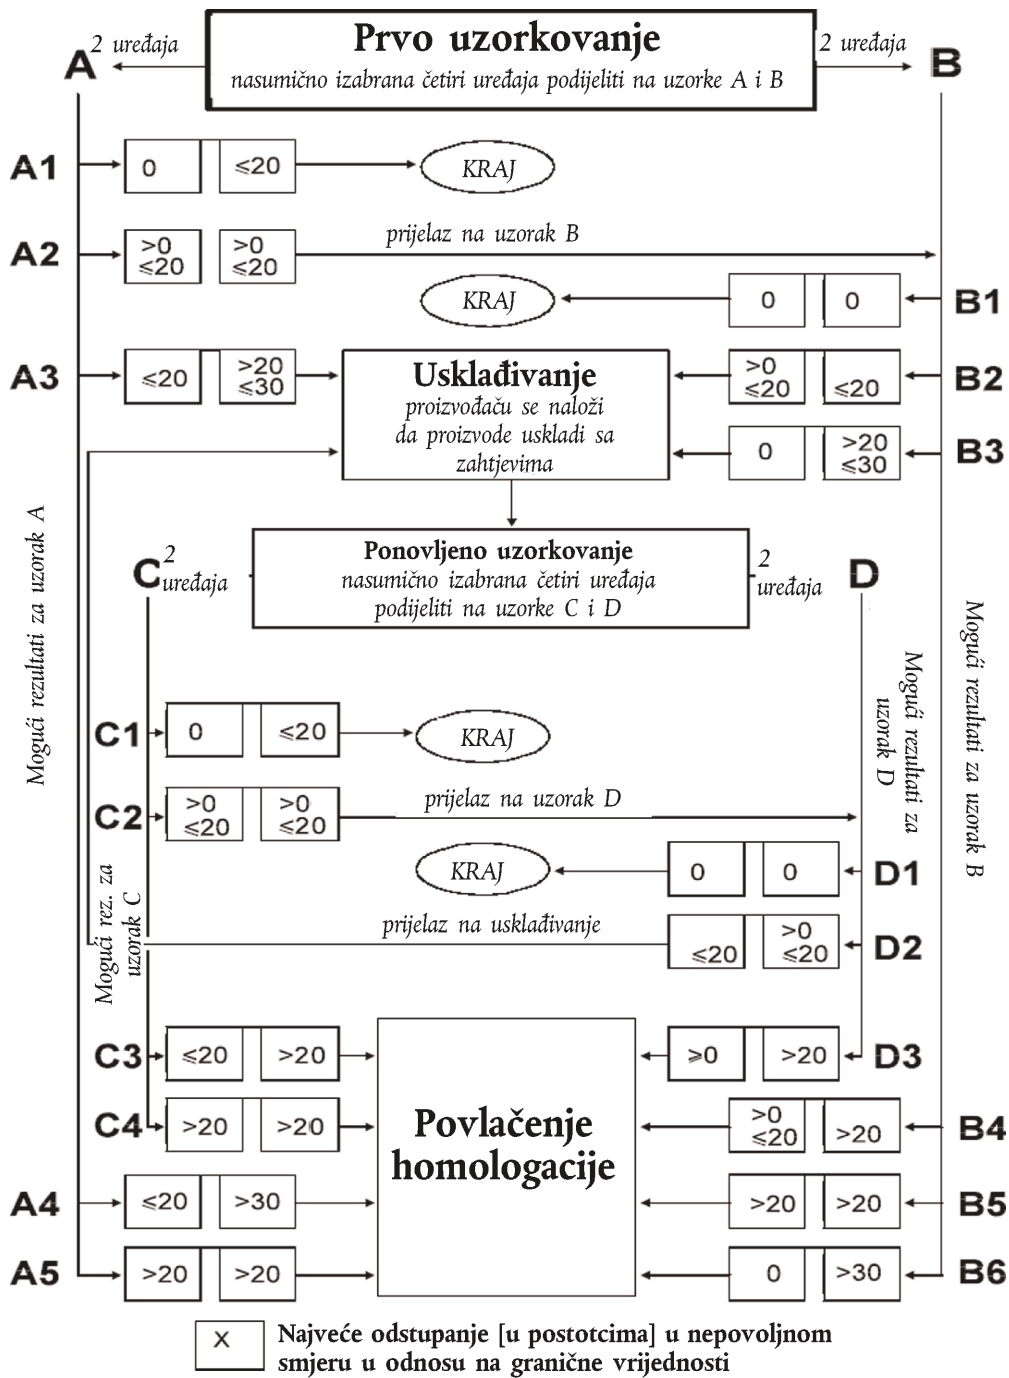 Prvo uzorkovanje
nasumično izabrana četiri uređaja podijeliti na uzorke A i B
A 2 uređaja
2 uređaja B
A1 0 ≤20 KRAJ
A2 >0 ≤20 >0 ≤20 prijelaz na uzorak B
KRAJ 0 0 B1
A3 ≤20 >20 ≤30
Usklađivanje
proizvođaču se naloži
da proizvode uskladi sa
zahtjevima
>0 ≤20 ≤20 B2
0 >20 ≤30 B3
Mogući rezultati za uzorak A
C 2 uređaja
Ponovljeno uzorkovanje
nasumično izabrana četiri uređaja
podijeliti na uzorke C i D
2 uređaja D
Mogući rezultati za uzorak B
Mogući rezultati za
uzorak D
C1 0 ≤20 KRAJ
C2 >0 ≤20 >0 ≤20 prijelaz na uzorak D
KRAJ 0 0 D1
Mogući rez. za
uzorak C
prijelaz na usklađivanje ≤20 >0 ≤20 D2
C3 ≤20 >20
≥0 >20 D3
Povlačenje
homologacije
C4 >20 >20
>0 ≤20 >20 B4
A4 ≤20 >30
>20 >20 B5
A5 >20 >20
0 >30 B6
X Najveće odstupanje [u postotcima] u nepovoljnom
smjeru u odnosu na granične vrijednosti